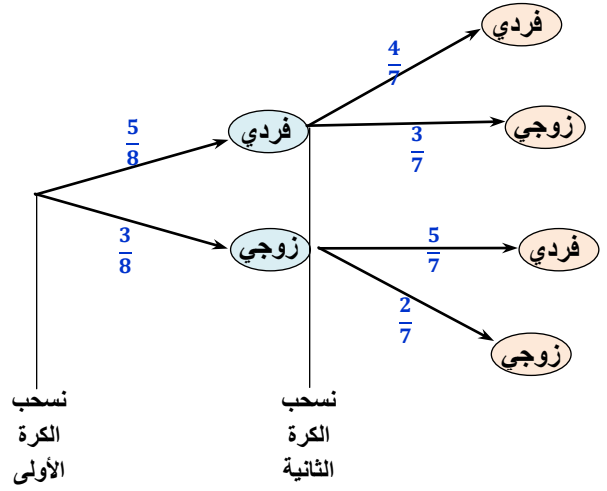 فردي
4/7
زوجي
3/7
فردي
5/8
زوجي
3/8
فردي
5/7
زوجي
2/7
نسحب
الكرة
الأولى
نسحب
الكرة
الثانية